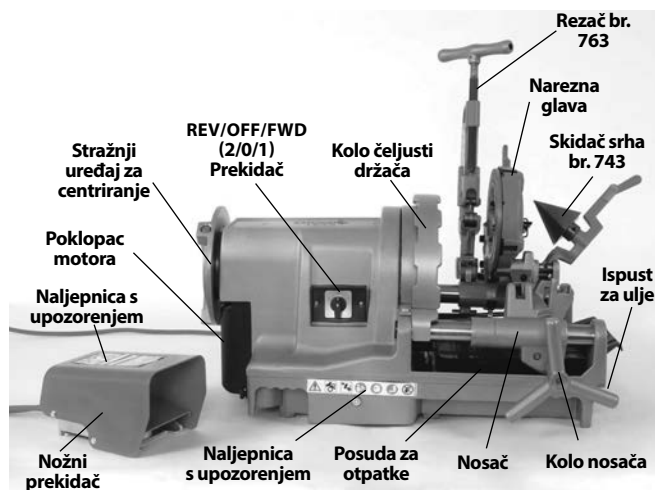 Rezač br.
763
Narezna
glava
REV/OFF/FWD
(2/0/1)
Prekidač
Kolo čeljusti
držača
Skidač srha
br. 743
Stražnji
uređaj za
centriranje
Poklopac
motora
Ispust
za ulje
Naljepnica s
upozorenjem
Nožni
prekidač
Naljepnica
s upozorenjem
Posuda za
otpatke
Nosač
Kolo nosača